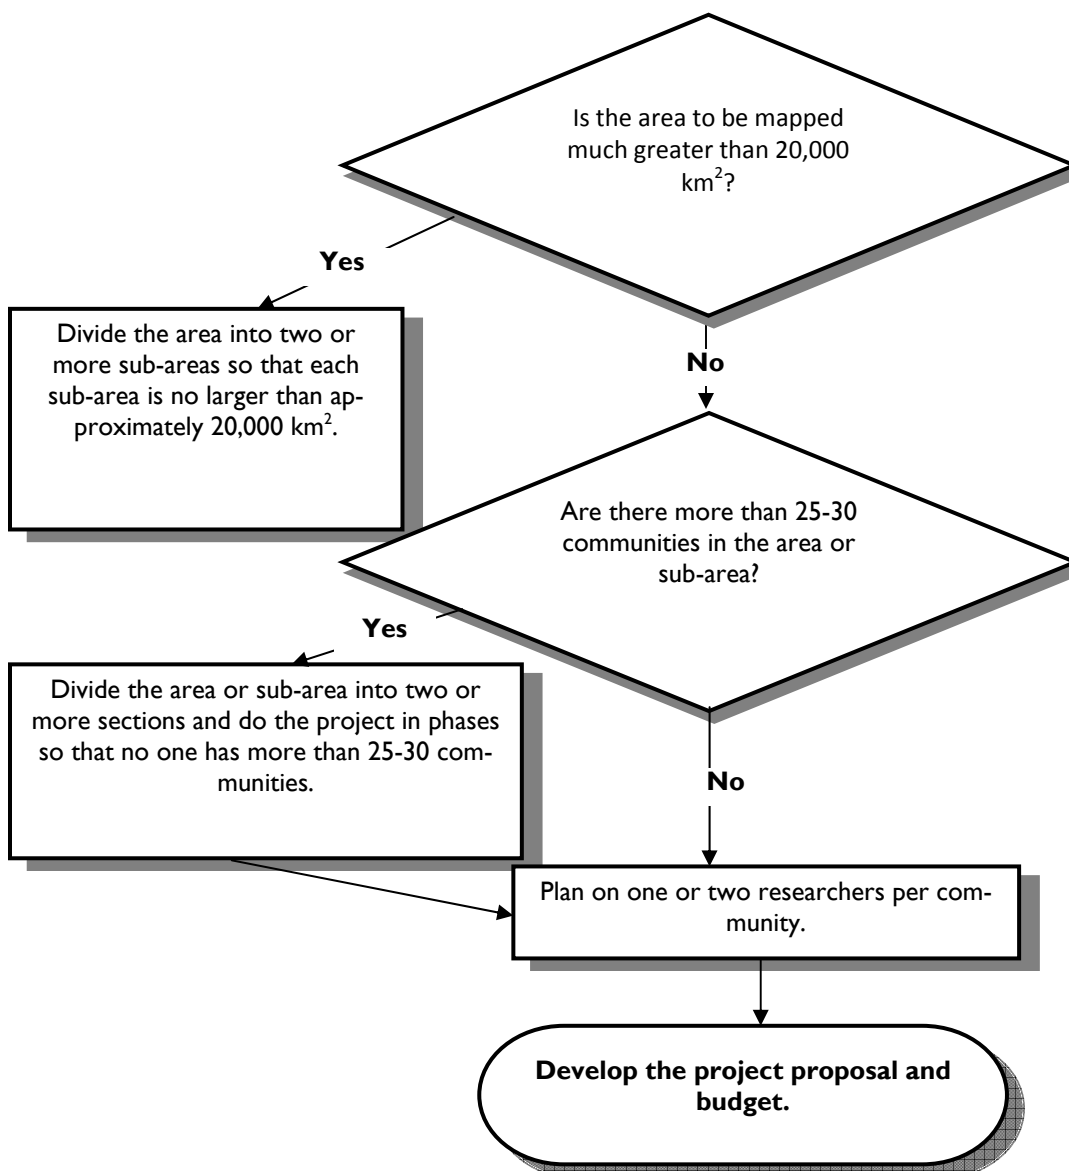 Is the area to be mapped
much greater than 20,000
km²?
Yes
No
Divide the area into two or
more sub-areas so that each
sub-area is no larger than ap-
proximately 20,000 km².
Are there more than 25-30
communities in the area or
sub-area?
Yes
Divide the area or sub-area into two or
more sections and do the project in phases
so that no one has more than 25-30 com-
munities.
No
Plan on one or two researchers per com-
munity.
Develop the project proposal and
budget.